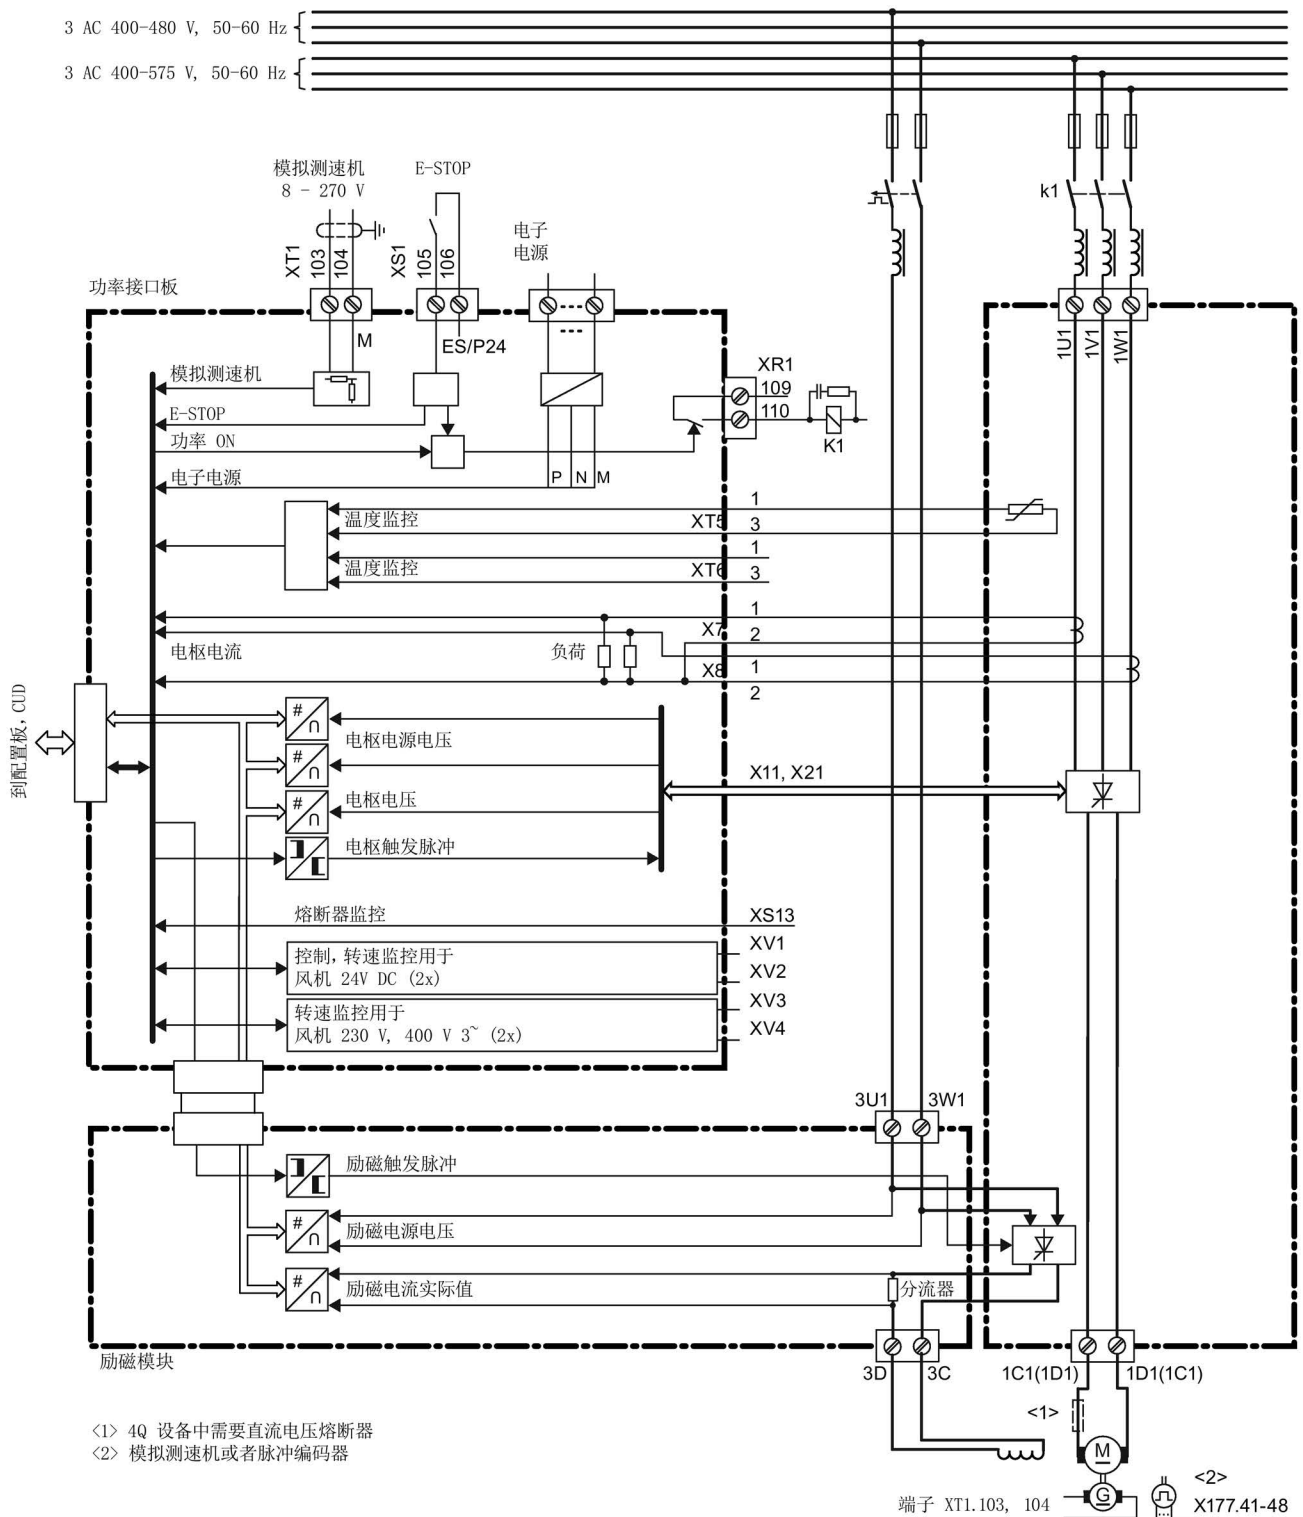 3 AC 400-480 V, 50-60 Hz
3 AC 400-575 V, 50-60 Hz
模拟测速机
8 - 270 V
E-STOP
电子
电源
k1
XT1
103
104
XS1
105
106
功率接口板
M
ES/P24
1U1
1V1
1W1
模拟测速机
E-STOP
功率 ON
电子电源
P N M
XR1
109
110
K1
温度监控
XT5
1
3
温度监控
XT6
1
3
电枢电流
负荷
X7
1
2
X8
1
2
到配置板, CUD
#
∩
电枢电源电压
#
∩
#
∩
电枢电压
电枢触发脉冲
X11, X21
熔断器监控
XS13
控制, 转速监控用于
风机 24V DC (2x)
XV1
XV2
转速监控用于
风机 230 V, 400 V 3~ (2x)
XV3
XV4
3U1
3W1
励磁触发脉冲
#
∩
励磁电源电压
#
∩
励磁电流实际值
分流器
励磁模块
3D
3C
1C1(1D1)
1D1(1C1)
<1>
<1> 4Q 设备中需要直流电压熔断器
<2> 模拟测速机或者脉冲编码器
M
G
<2>
端子 XT1.103, 104
X177.41-48